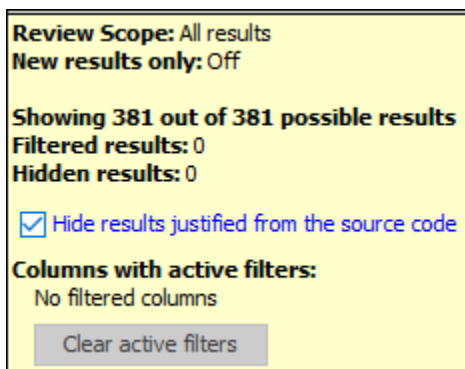 Review Scope: All results
New results only: Off
Showing 381 out of 381 possible results
Filtered results: 0
Hidden results: 0
Hide results justified from the source code
Columns with active filters:
No filtered columns
Clear active filters